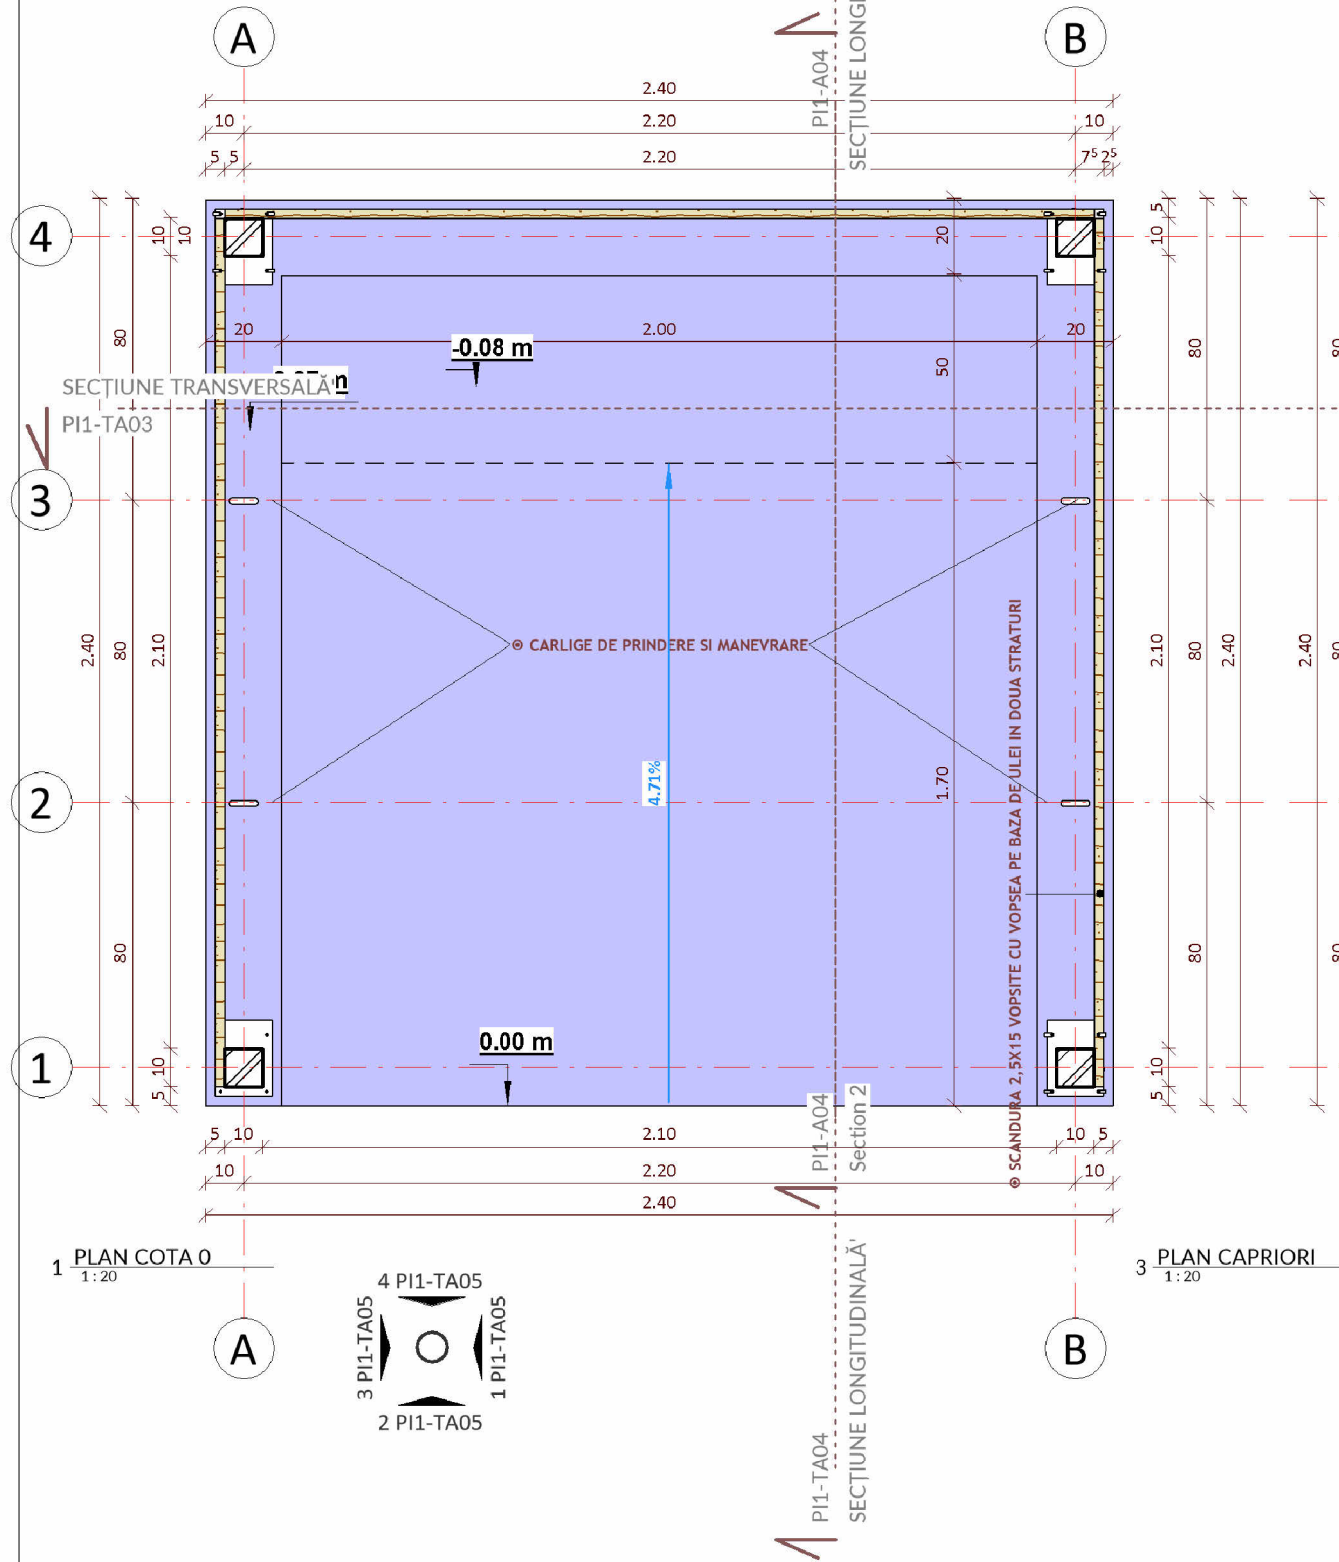 A
B
PI1-A04
2.40
10
2.20
10
5
5
2.20
7⁵
2⁵
4
10
10
20
5
10
80
20
2.00
20
-0.08 m
50
80
SECȚIUNE TRANSVERSALĂ
PI1-TA03
3
2.40
80
2.10
CARLIGE DE PRINDERE SI MANEVRARE
2.10
80
2.40
2.40
4.71%
1.70
SCANDURA 2,5X15 VOPSITE CU VOPSEA PE BAZA DE ULEI IN DOUA STRATURI
2
80
80
0.00 m
1
10
5
10
5
PI1-A04
Section 2
5
10
2.10
10
5
10
2.20
10
2.40
1 PLAN COTA 0
1 : 20
3 PLAN CAPRIORI
1 : 20
4 PI1-TA05
3 PI1-TA05
1 PI1-TA05
2 PI1-TA05
A
B
PI1-TA04
SECȚIUNE LONGITUDINALĂ